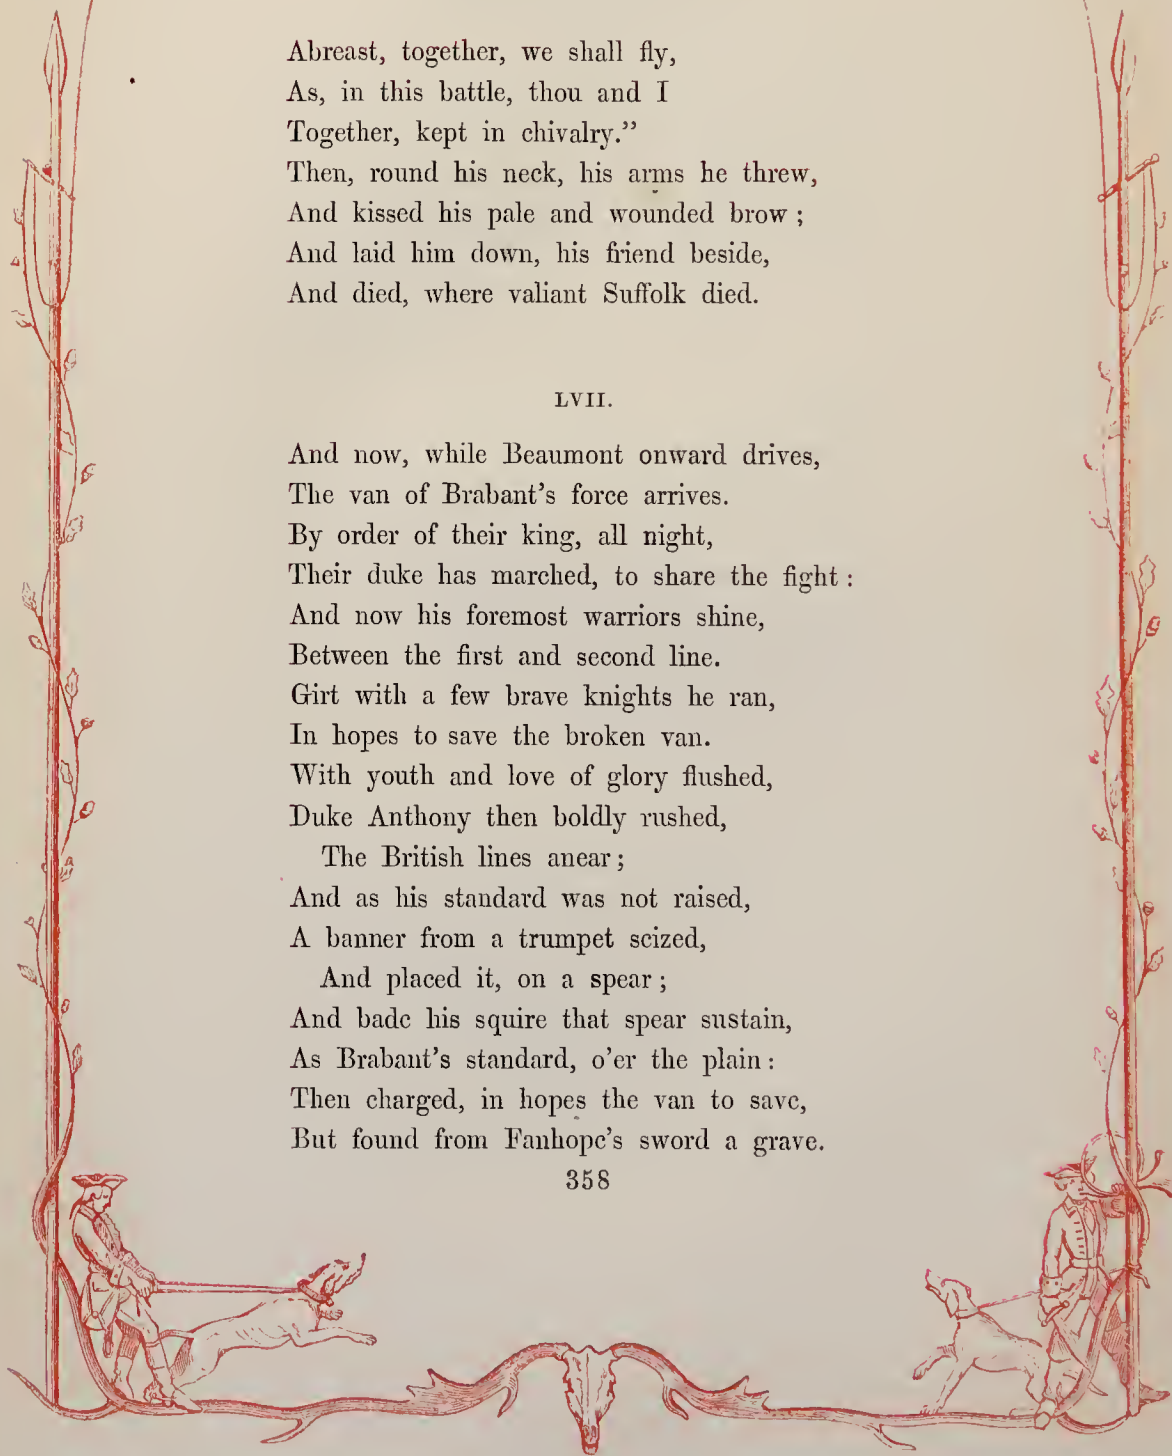 Abreast, together, we shall fly,
As, in this battle, thou and I
Together, kept in chivalry.”
Then, round his neck, his arms he threw,
And kissed his pale and wounded brow ;
And laid him down, his friend beside,
And died, where valiant Suffolk died.
LVII.
And now, while Beaumont onward drives,
The van of Brabant’s force arrives.
By order of their king, all night,
Their duke has marched, to share the fight :
And now his foremost warriors shine,
Between the first and second line.
Girt with a few brave knights he ran,
In hopes to save the broken van.
With youth and love of glory flushed,
Duke Anthony then boldly rushed,
The British lines anear ;
And as his standard was not raised,
A banner from a trumpet seized,
And placed it, on a spear ;
And bade his squire that spear sustain,
As Brabant’s standard, o’er the plain :
Then charged, in hopes the van to save,
But found from Fanhope’s sword a grave.
358